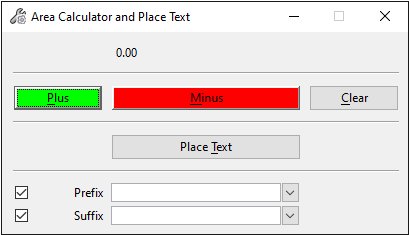 Area Calculator and Place Text
0.00
Plus Minus Clear
Place Text
Prefix
Suffix